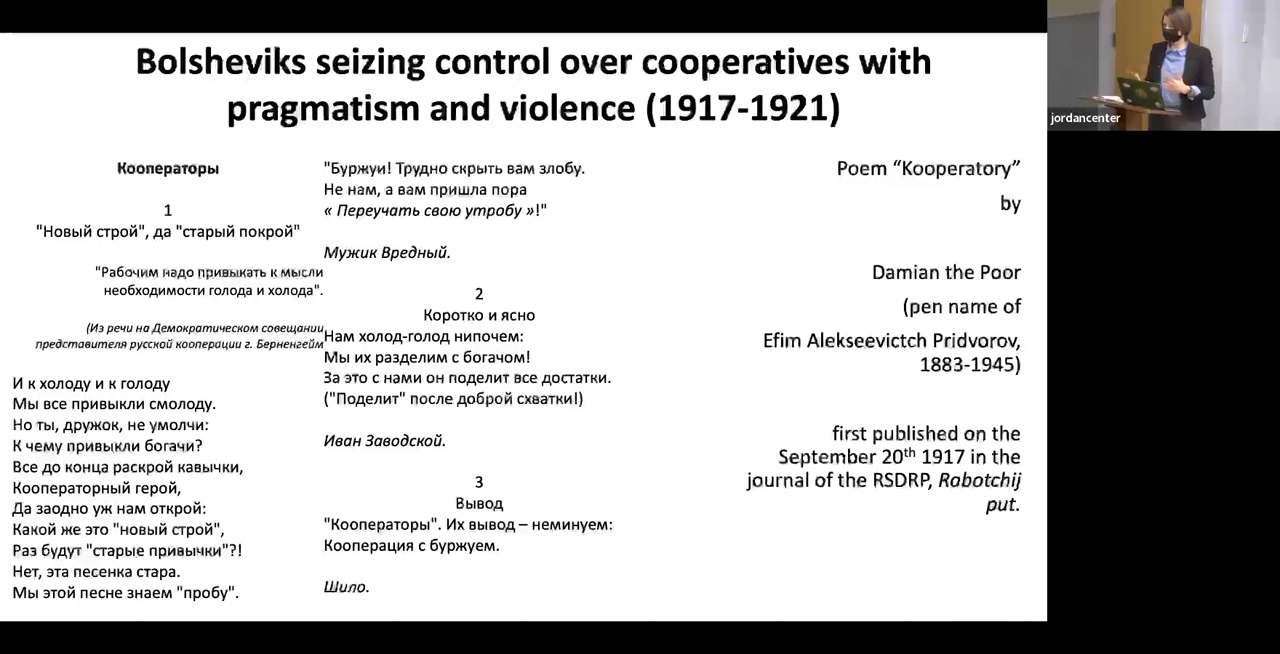 Bolsheviks seizing control over cooperatives with
pragmatism and violence (1917-1921)
Кооператоры
1
"Новый строй", да "старый покрой"
"Рабочим надо привыкать к мысли
необходимости голода и холода".
(Из речи на Демократическом совещании
представителя русской кооперации г. Берненгейм
И к холоду и к голоду
Мы все привыкли смолоду.
Но ты, дружок, не умолчи:
К чему привыкли богачи?
Все до конца раскрой кавычки,
Кооператорный герой,
Да заодно уж нам открой:
Какой же это "новый строй",
Раз будут "старые привычки"?!
Нет, эта песенка стара.
Мы этой песне знаем "пробу".
"Буржуи! Трудно скрыть вам злобу.
Не нам, а вам пришла пора
« Переучать свою утробу »!"
Мужик Вредный.
2
Коротко и ясно
Нам холод-голод нипочем:
Мы их разделим с богачом!
За это с нами он поделит все достатки.
("Поделит" после доброй схватки!)
Иван Заводской.
3
Вывод
"Кооператоры". Их вывод – неминуем:
Кооперация с буржуем.
Шило.
Poem “Kooperatory”
by
Damian the Poor
(pen name of
Efim Alekseevictch Pridvorov,
1883-1945)
first published on the
September 20th 1917 in the
journal of the RSDRP, Rabotchij
put.
jordancenter